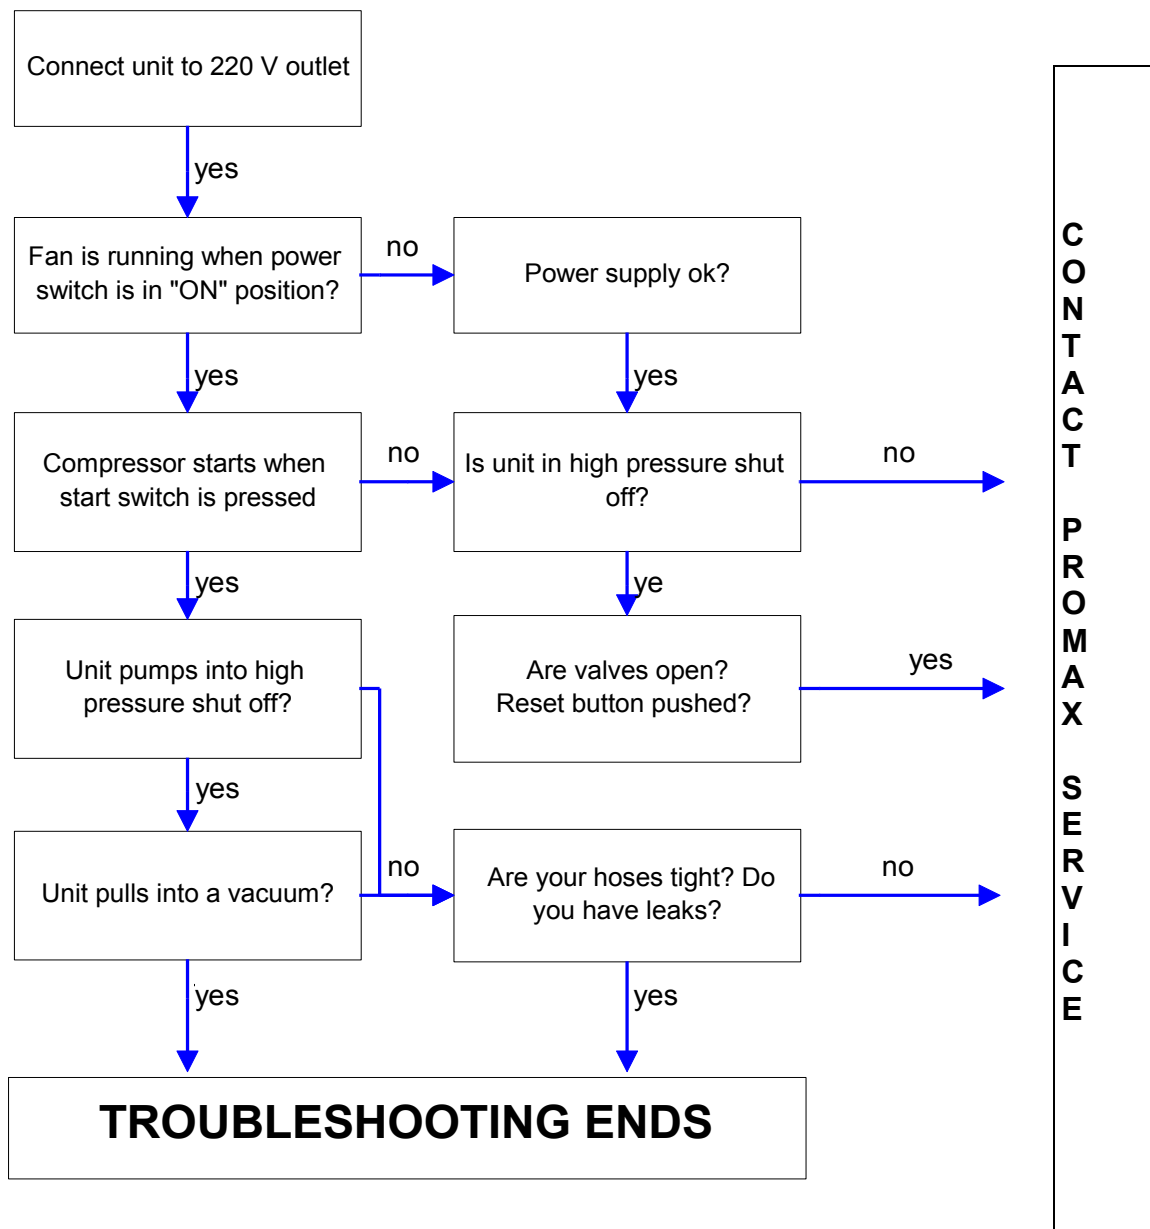 Connect unit to 220 V outlet
yes
Fan is running when power
switch is in "ON" position?
no
Power supply ok?
yes
yes
Compressor starts when
start switch is pressed
no
Is unit in high pressure shut
off?
no
yes
ye
Unit pumps into high
pressure shut off?
Are valves open?
Reset button pushed?
yes
yes
Unit pulls into a vacuum?
no
Are your hoses tight? Do
you have leaks?
no
yes
yes
TROUBLESHOOTING ENDS
CONTACT PROMAX SERVICE